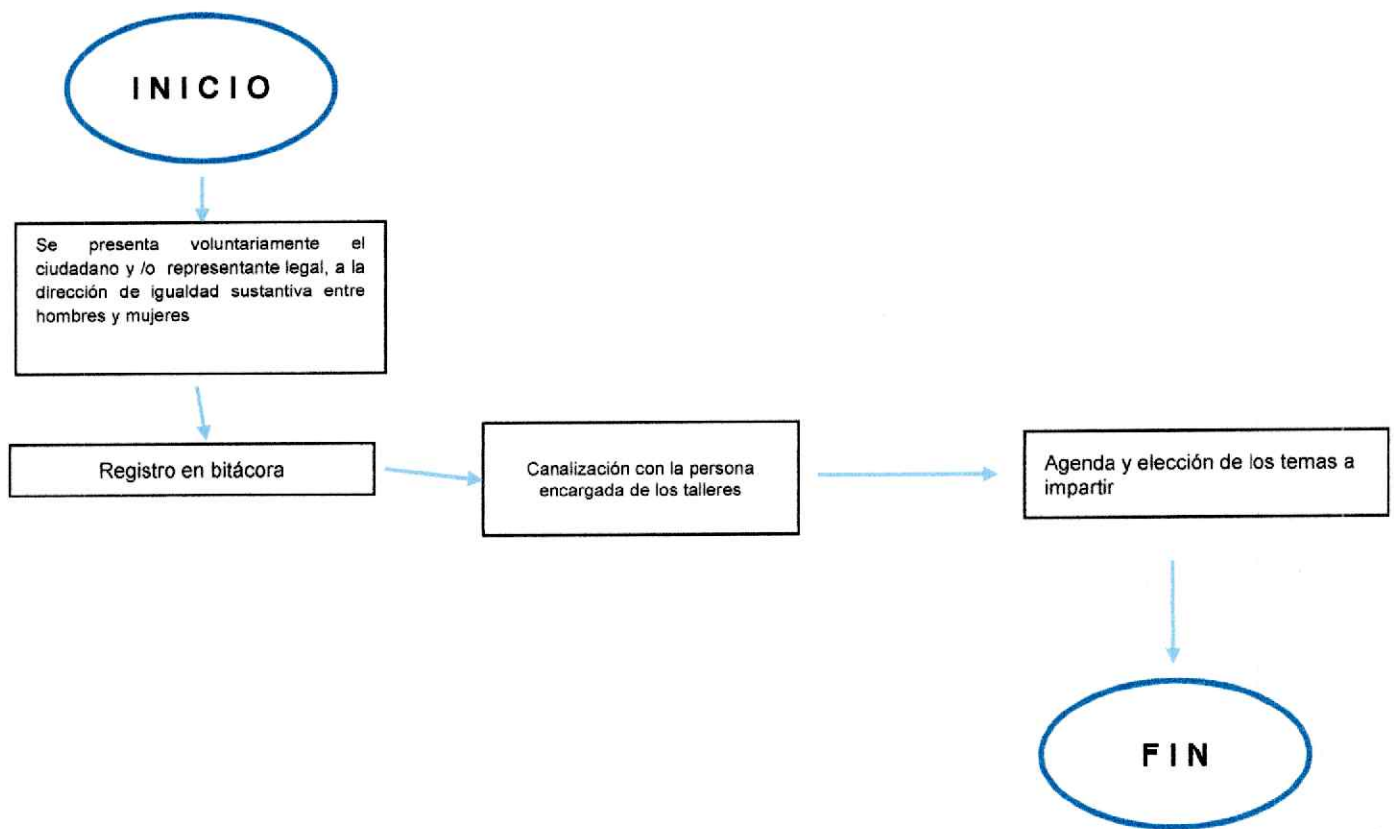 INICIO
Se presenta voluntariamente el
ciudadano y /o representante legal, a la
dirección de igualdad sustantiva entre
hombres y mujeres
Registro en bitácora
Canalización con la persona
encargada de los talleres
Agenda y elección de los temas a
impartir
FIN